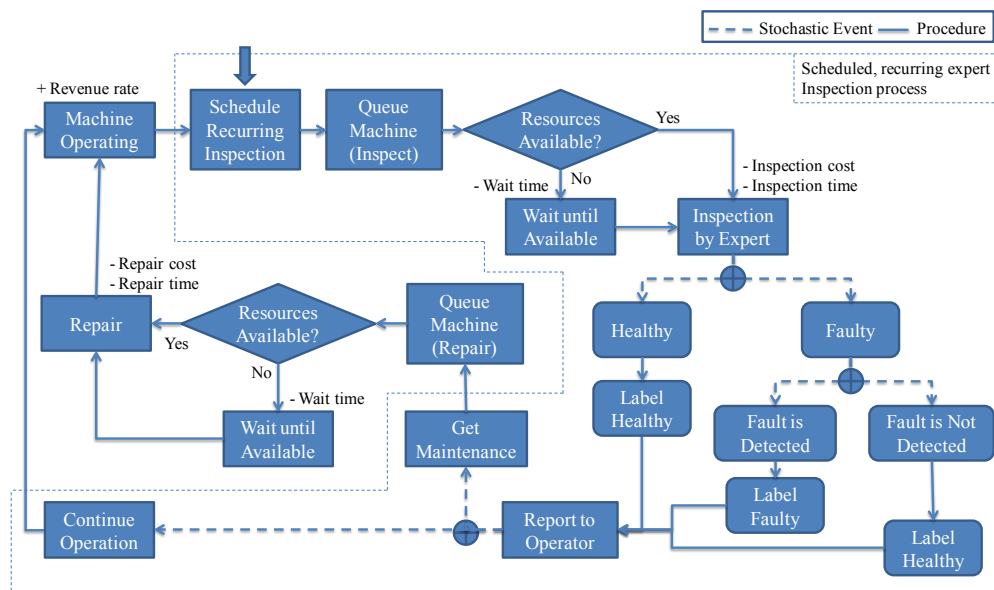 Stochastic Event
Procedure
Scheduled, recurring expert
Inspection process
+ Revenue rate
Machine
Operating
Schedule
Recurring
Inspection
Queue
Machine
(Inspect)
Resources
Available?
Yes
No
- Wait time
- Inspection cost
- Inspection time
Wait until
Available
Inspection
by Expert
- Repair cost
- Repair time
Repair
Resources
Available?
Yes
No
- Wait time
Queue
Machine
(Repair)
Healthy
Faulty
Label
Healthy
Fault is
Detected
Fault is Not
Detected
Wait until
Available
Get
Maintenance
Label
Faulty
Continue
Operation
Report to
Operator
Label
Healthy